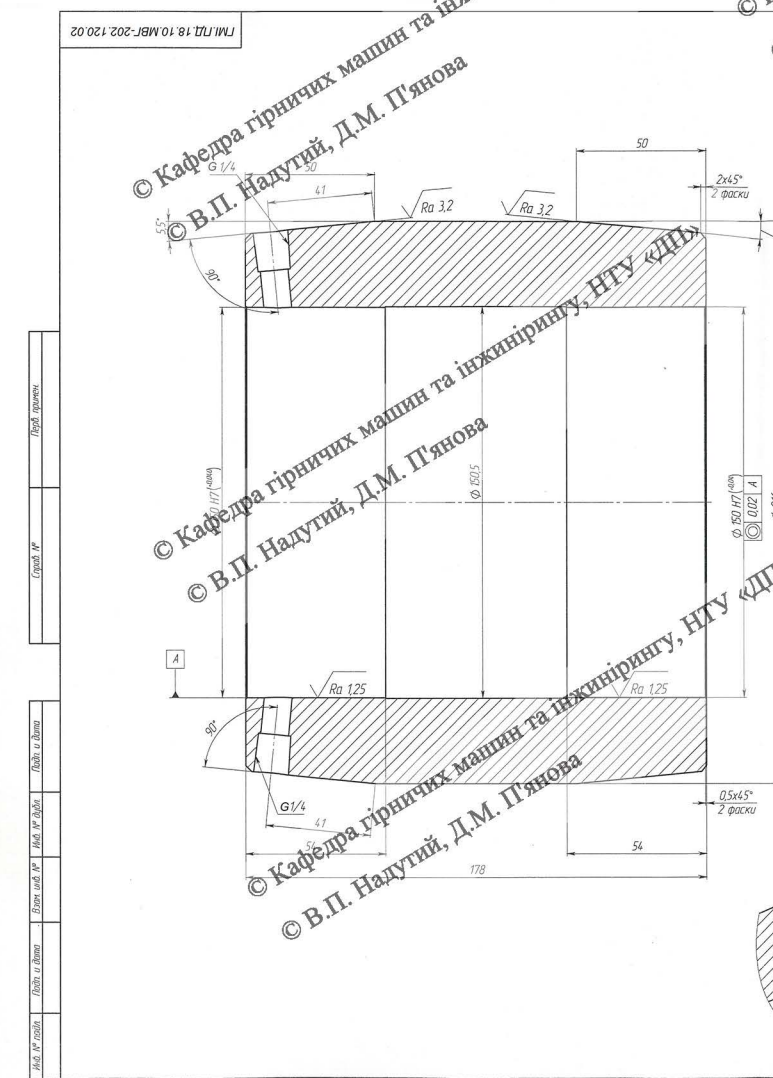 ГМІ.ПД.18.10.МВГ-202.120.02
© Кафедра гірничих машин та ін
© В.П. Надутий, Д.М. П'янова
50
50
G 1/4
41
Ra 3,2
Ra 3,2
2x45°
2 фаски
5,5°
90°
Перв. примен.
Справ. №
© Кафедра гірничих машин та інжинірингу, НТУ «ДП»
© В.П. Надутий, Д.М. П'янова
Ф 150,5
Ф 150 H7
0,02 A
A
Ra 1,25
Ra 1,25
90°
G1/4
41
54
54
178
0,5x45°
2 фаски
© Кафедра гірничих машин та інжинірингу, НТУ «ДП
© В.П. Надутий, Д.М. П'янова
Подп. и дата
Инв. № дубл.
Взам. инв. №
Подп. и дата
Инв. № подл.